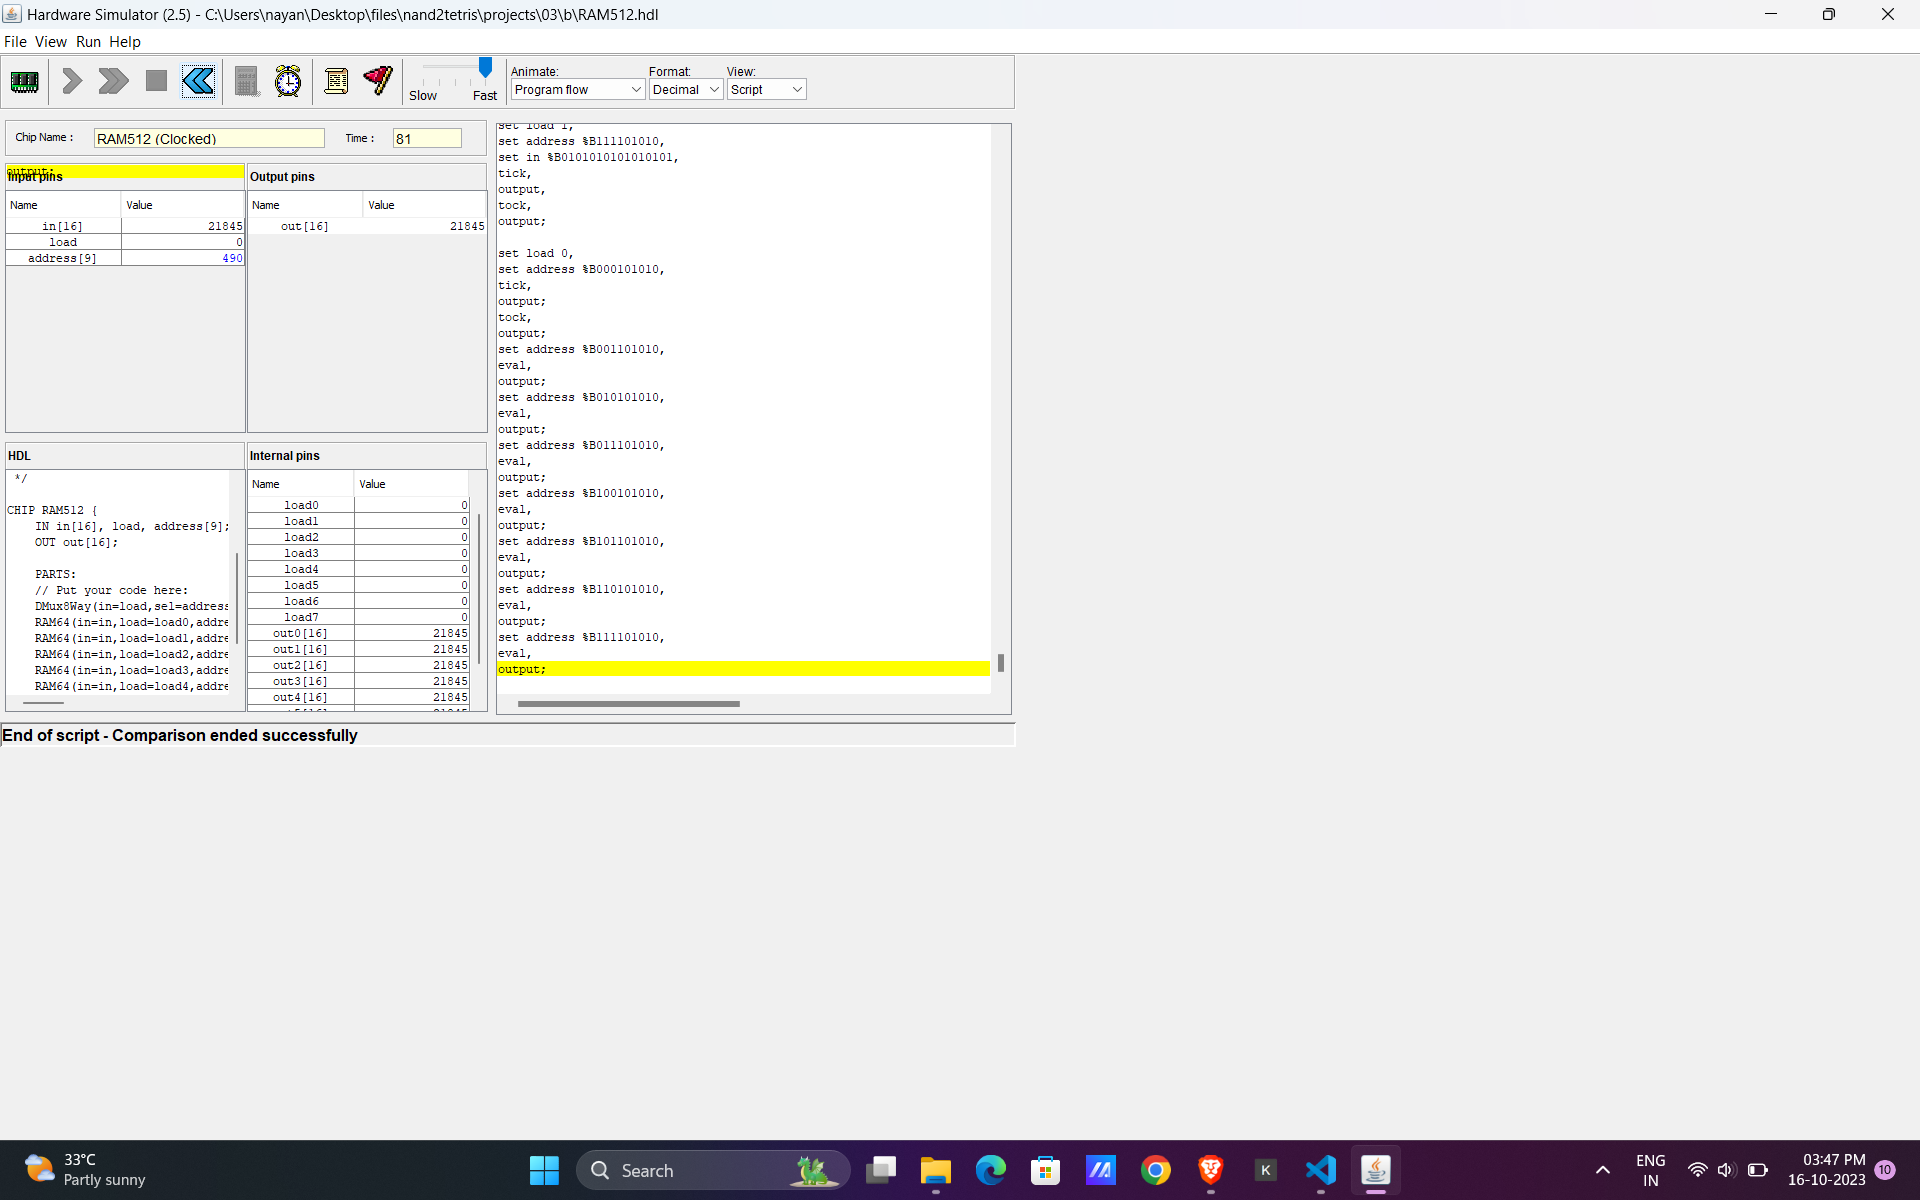 Hardware Simulator (2.5) - C:\Users\nayan\Desktop\files\nand2tetris\projects\03\b\RAM512.hdl
File View Run Help
Slow Fast
Animate: Format: View:
Program flow Decimal Script
Chip Name : RAM512 (Clocked) Time : 81
output;
Input pins
Name Value
in[16] 21845
load 0
address[9] 490
Output pins
Name Value
out[16] 21845
HDL
*/
CHIP RAM512 {
IN in[16], load, address[9];
OUT out[16];
PARTS:
// Put your code here:
DMux8Way(in=load,sel=address
RAM64(in=in,load=load0,addre
RAM64(in=in,load=load1,addre
RAM64(in=in,load=load2,addre
RAM64(in=in,load=load3,addre
RAM64(in=in,load=load4,addre
Internal pins
Name Value
load0 0
load1 0
load2 0
load3 0
load4 0
load5 0
load6 0
load7 0
out0[16] 21845
out1[16] 21845
out2[16] 21845
out3[16] 21845
out4[16] 21845
set load 1,
set address %B111101010,
set in %B0101010101010101,
tick,
output,
tock,
output;
set load 0,
set address %B000101010,
tick,
output;
tock,
output;
set address %B001101010,
eval,
output;
set address %B010101010,
eval,
output;
set address %B011101010,
eval,
output;
set address %B100101010,
eval,
output;
set address %B101101010,
eval,
output;
set address %B110101010,
eval,
output;
set address %B111101010,
eval,
output;
End of script - Comparison ended successfully
33°C
Partly sunny
Search
K
ENG
IN
03:47 PM
16-10-2023
10